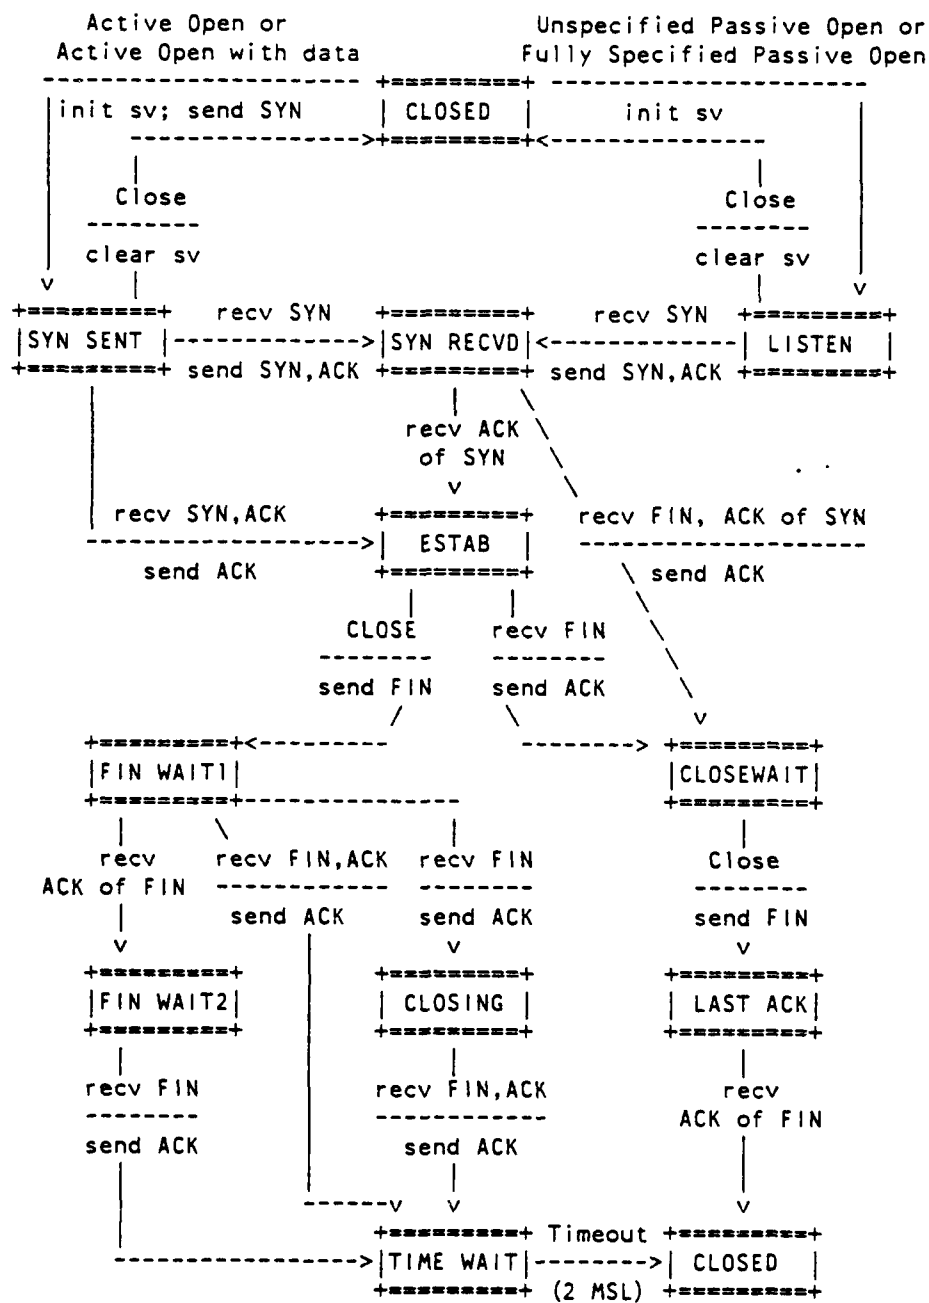 Active Open or
Active Open with data
Unspecified Passive Open or
Fully Specified Passive Open
init sv; send SYN
CLOSED
init sv
Close
clear sv
Close
clear sv
SYN SENT
recv SYN
send SYN,ACK
SYN RECVD
recv SYN
send SYN,ACK
LISTEN
recv ACK
of SYN
recv SYN,ACK
send ACK
ESTAB
recv FIN, ACK of SYN
send ACK
CLOSE
send FIN
recv FIN
send ACK
FIN WAIT1
CLOSEWAIT
recv
ACK of FIN
recv FIN,ACK
send ACK
recv FIN
send ACK
Close
send FIN
FIN WAIT2
CLOSING
LAST ACK
recv FIN
send ACK
recv FIN,ACK
send ACK
recv
ACK of FIN
TIME WAIT
Timeout
(2 MSL)
CLOSED